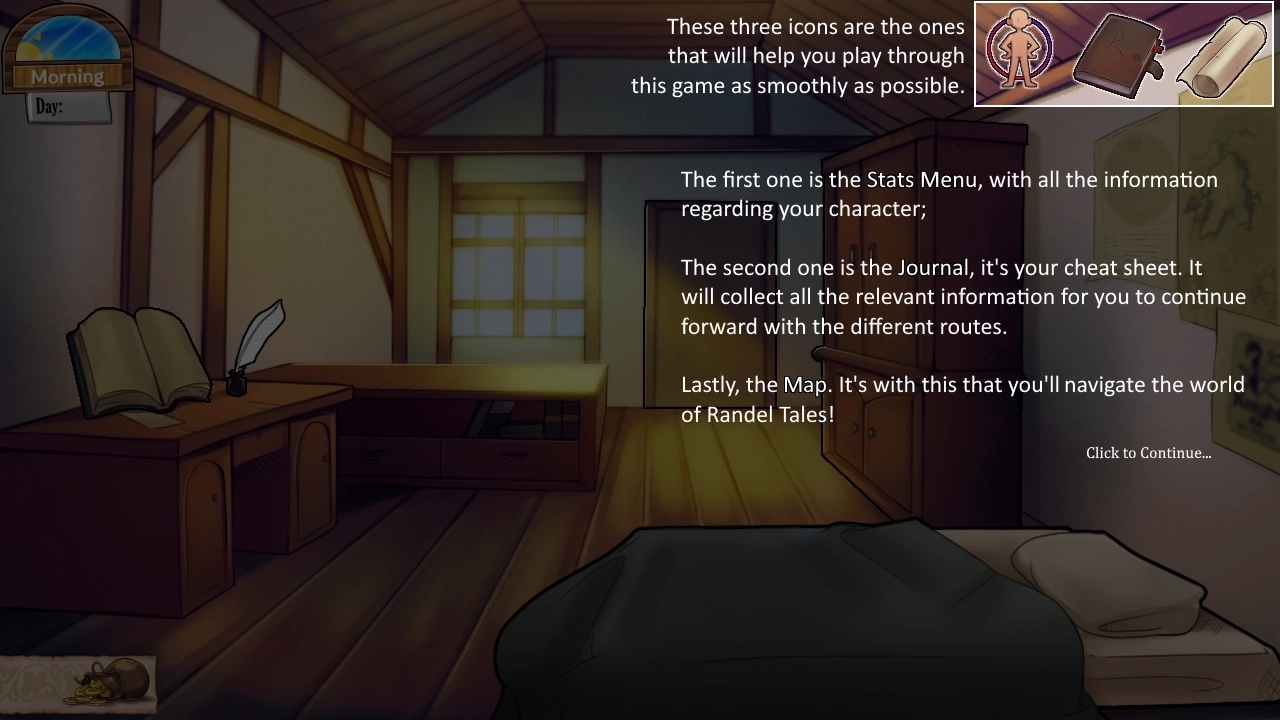 Morning
Day:
These three icons are the ones
that will help you play through
this game as smoothly as possible.
The first one is the Stats Menu, with all the information
regarding your character;
The second one is the Journal, it's your cheat sheet. It
will collect all the relevant information for you to continue
forward with the different routes.
Lastly, the Map. It's with this that you'll navigate the world
of Randel Tales!
Click to Continue...